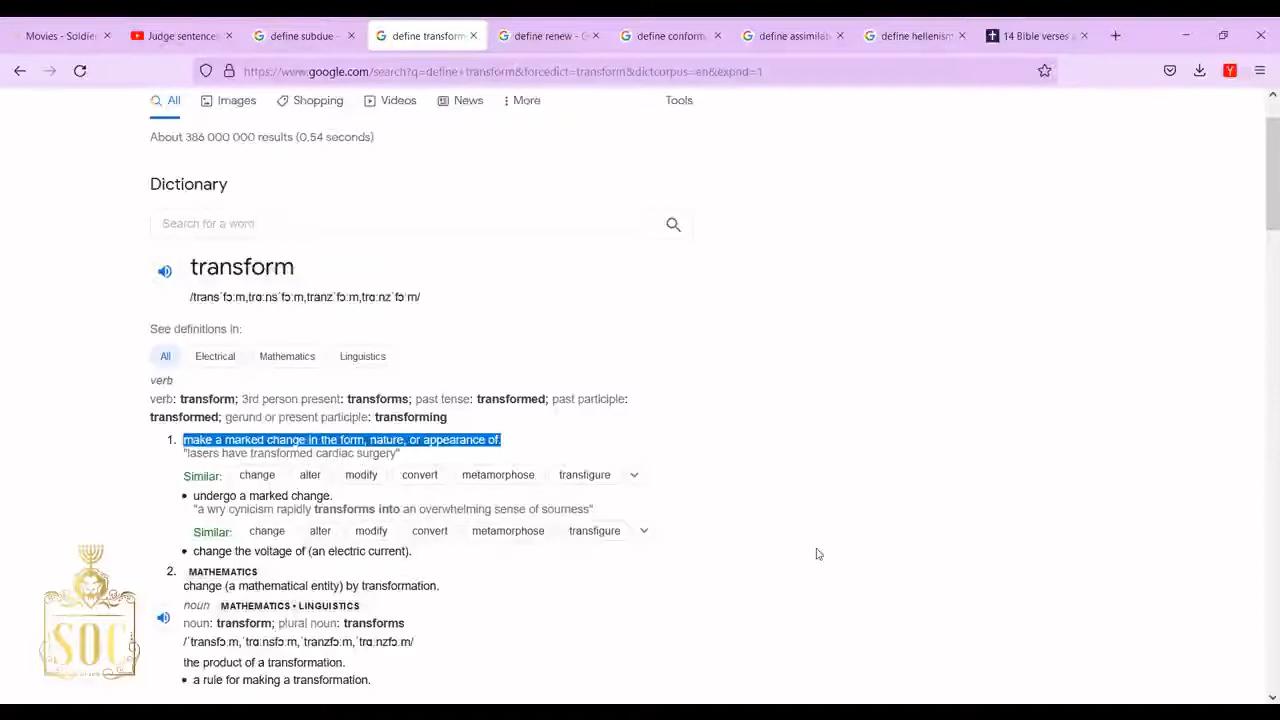 Movies - Soldie
Judge sentence
define subdue -
define transform
define renew - G
define conform
define assimilat
define hellenism
14 Bible verses a
https://www.google.com/search?q=define+transform&forcedict=transform&dictcorpus=en&expnd=1
All Images Shopping Videos News More Tools
About 386 000 000 results (0,54 seconds)
Dictionary
Search for a word
transform
/transˈfɔːm,trɑːnsˈfɔːm,tranzˈfɔːm,trɑːnzˈfɔːm/
See definitions in:
All Electrical Mathematics Linguistics
verb
verb: transform; 3rd person present: transforms; past tense: transformed; past participle:
transformed; gerund or present participle: transforming
1. make a marked change in the form, nature, or appearance of.
"lasers have transformed cardiac surgery"
Similar: change alter modify convert metamorphose transfigure
• undergo a marked change.
"a wry cynicism rapidly transforms into an overwhelming sense of sourness"
Similar: change alter modify convert metamorphose transfigure
• change the voltage of (an electric current).
2. MATHEMATICS
change (a mathematical entity) by transformation.
noun MATHEMATICS • LINGUISTICS
noun: transform; plural noun: transforms
/ˈtransfɔːm,ˈtrɑːnsfɔːm,ˈtranzfɔːm,ˈtrɑːnzfɔːm/
the product of a transformation.
• a rule for making a transformation.
SOC